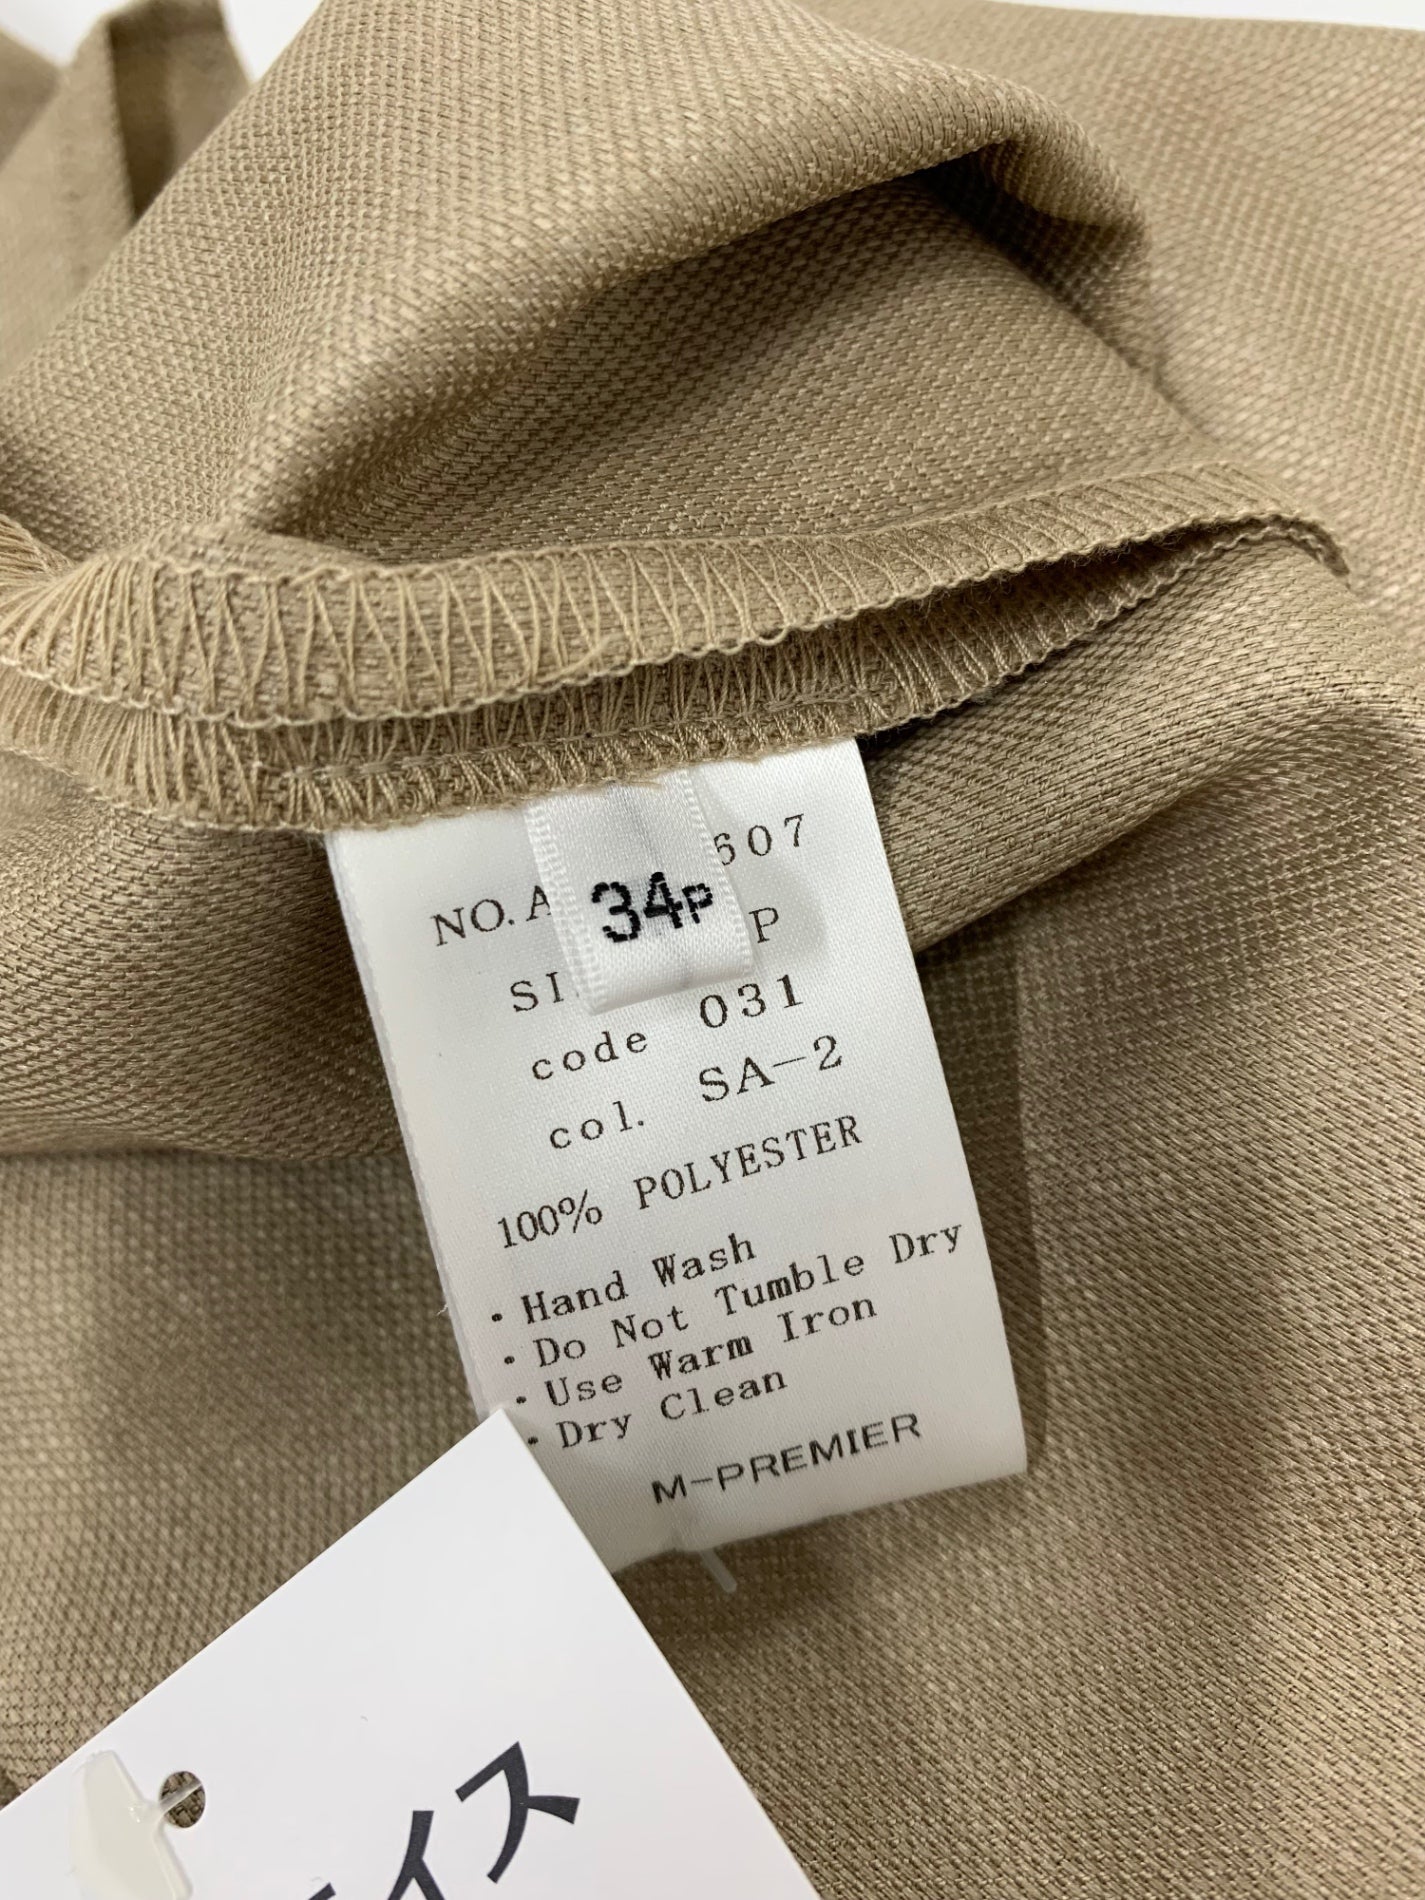 34P
NO. A 607
SI P
code 031
col. SA-2
100% POLYESTER
・Hand Wash
・Do Not Tumble Dry
・Use Warm Iron
・Dry Clean
M-PREMIER
イス